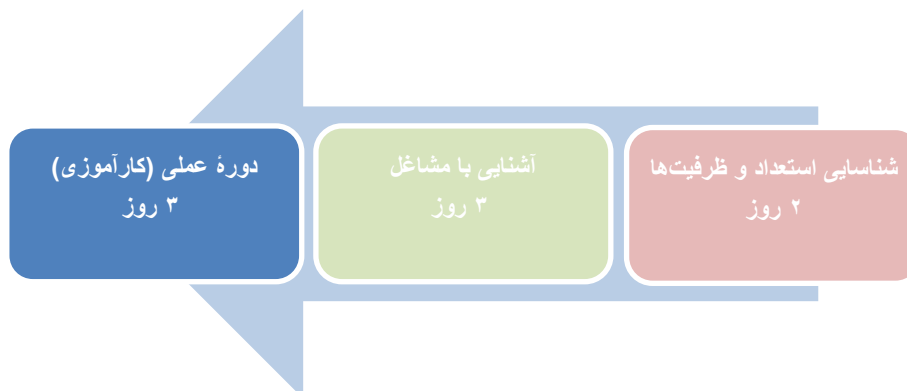 شناسایی استعداد و ظرفیت‌ها
۲ روز
آشنایی با مشاغل
۳ روز
دورهٔ عملی (کارآموزی)
۳ روز